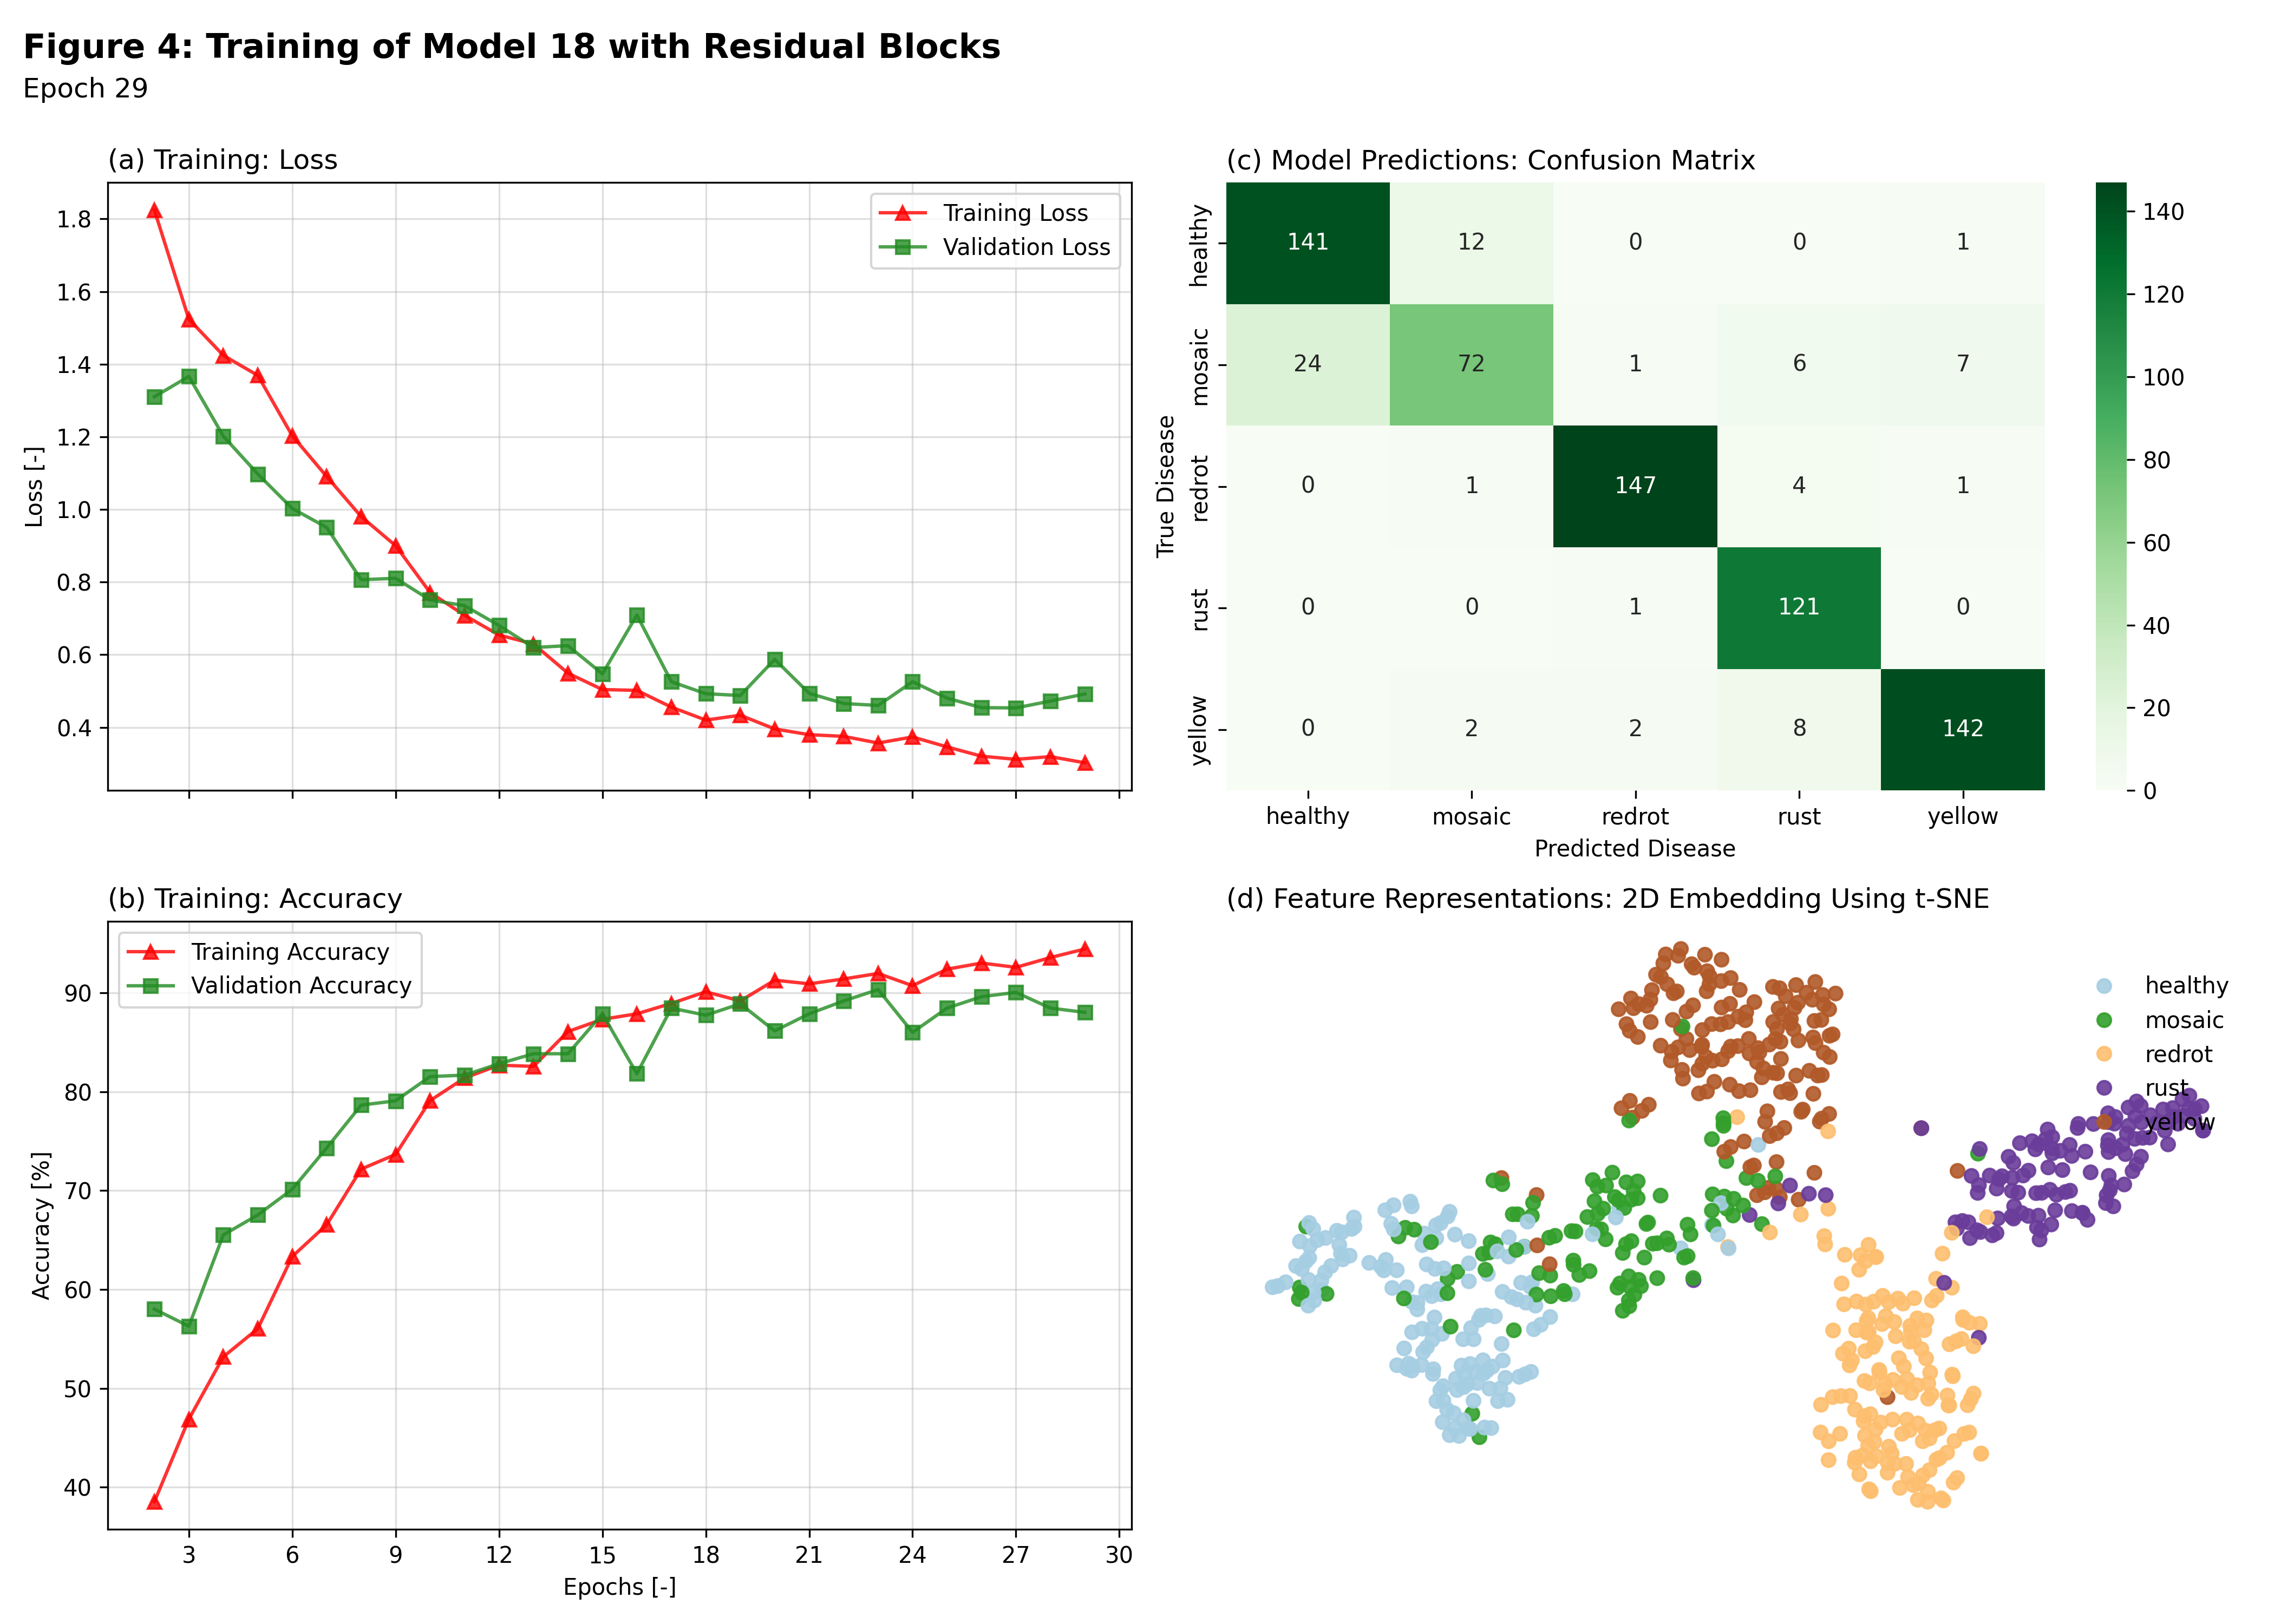 Figure 4: Training of Model 18 with Residual Blocks
Epoch 29
(a) Training: Loss
Training Loss
Validation Loss
1.8
1.6
1.4
1.2
1.0
0.8
0.6
0.4
Loss [-]
(b) Training: Accuracy
Training Accuracy
Validation Accuracy
90
80
70
60
50
40
Accuracy [%]
3 6 9 12 15 18 21 24 27 30
Epochs [-]
(c) Model Predictions: Confusion Matrix
True Disease
healthy 141 12 0 0 1
mosaic 24 72 1 6 7
redrot 0 1 147 4 1
rust 0 0 1 121 0
yellow 0 2 2 8 142
healthy mosaic redrot rust yellow
Predicted Disease
140
120
100
80
60
40
20
0
(d) Feature Representations: 2D Embedding Using t-SNE
healthy
mosaic
redrot
rust
yellow